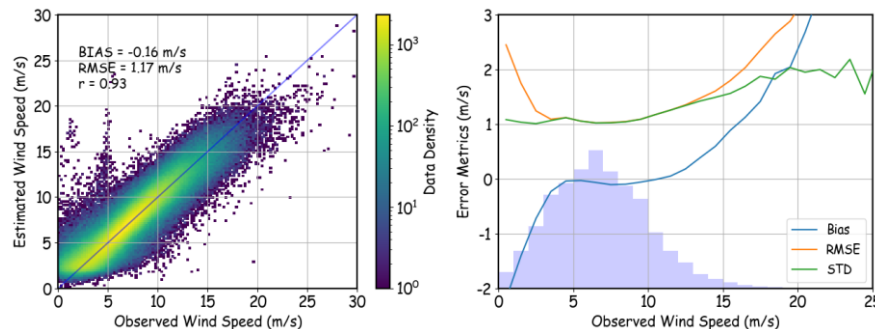 30
25
20
15
10
5
0
0 5 10 15 20 25 30
Estimated Wind Speed (m/s)
Observed Wind Speed (m/s)
BIAS = -0.16 m/s
RMSE = 1.17 m/s
r = 0.93
10³
10²
10¹
10⁰
Data Density
3
2
1
0
-1
-2
0 5 10 15 20 25
Error Metrics (m/s)
Observed Wind Speed (m/s)
Bias
RMSE
STD